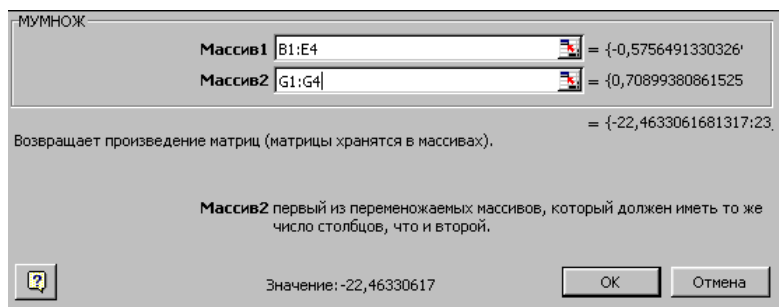 МУМНОЖ
Массив1 B1:E4 = {-0,5756491330326
Массив2 G1:G4 = {0,70899380861525
= {-22,4633061681317:23
Возвращает произведение матриц (матрицы хранятся в массивах).
Массив2 первый из перемножаемых массивов, который должен иметь то же
число столбцов, что и второй.
? Значение:-22,46330617 OK Отмена